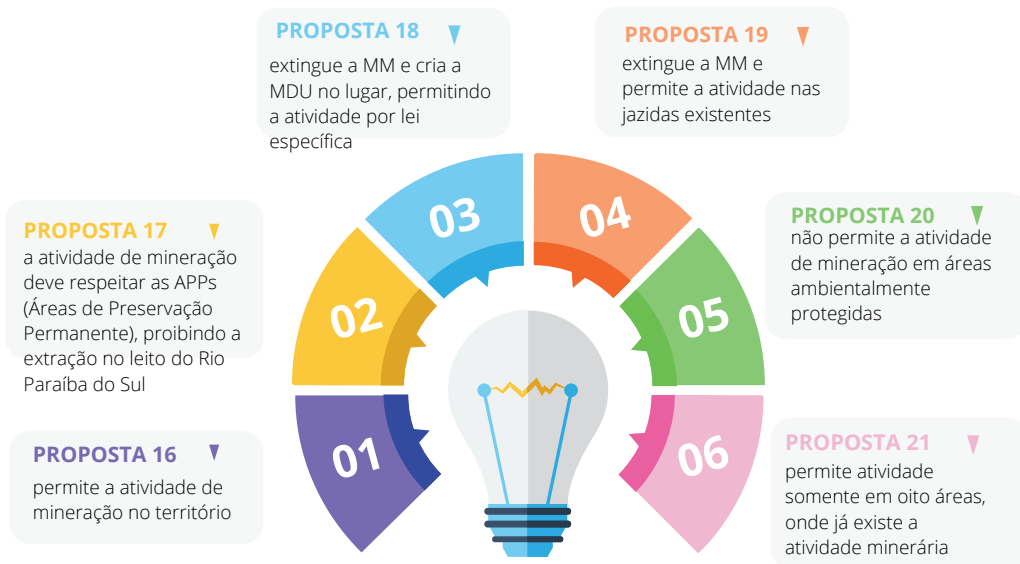 PROPOSTA 18
extingue a MM e cria a
MDU no lugar, permitindo
a atividade por lei
específica
PROPOSTA 19
extingue a MM e
permite a atividade nas
jazidas existentes
PROPOSTA 17
a atividade de mineração
deve respeitar as APPs
(Áreas de Preservação
Permanente), proibindo a
extração no leito do Rio
Paraíba do Sul
PROPOSTA 20
não permite a atividade
de mineração em áreas
ambientalmente
protegidas
PROPOSTA 16
permite a atividade de
mineração no território
PROPOSTA 21
permite atividade
somente em oito áreas,
onde já existe a
atividade minerária
01
02
03
04
05
06